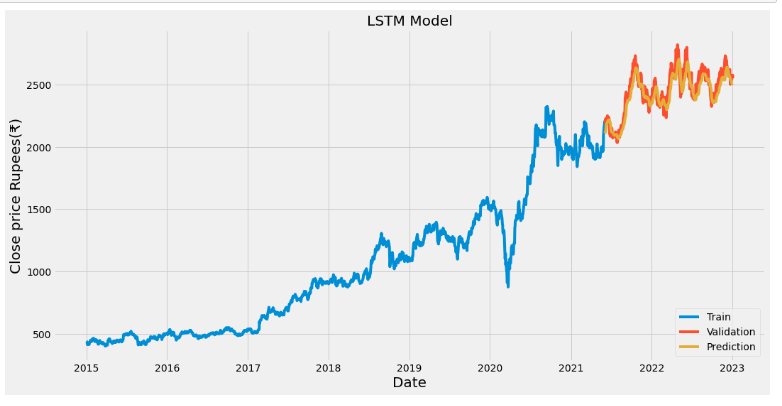 LSTM Model
Close price Rupees(₹)
2500
2000
1500
1000
500
2015 2016 2017 2018 2019 2020 2021 2022 2023
Date
Train
Validation
Prediction